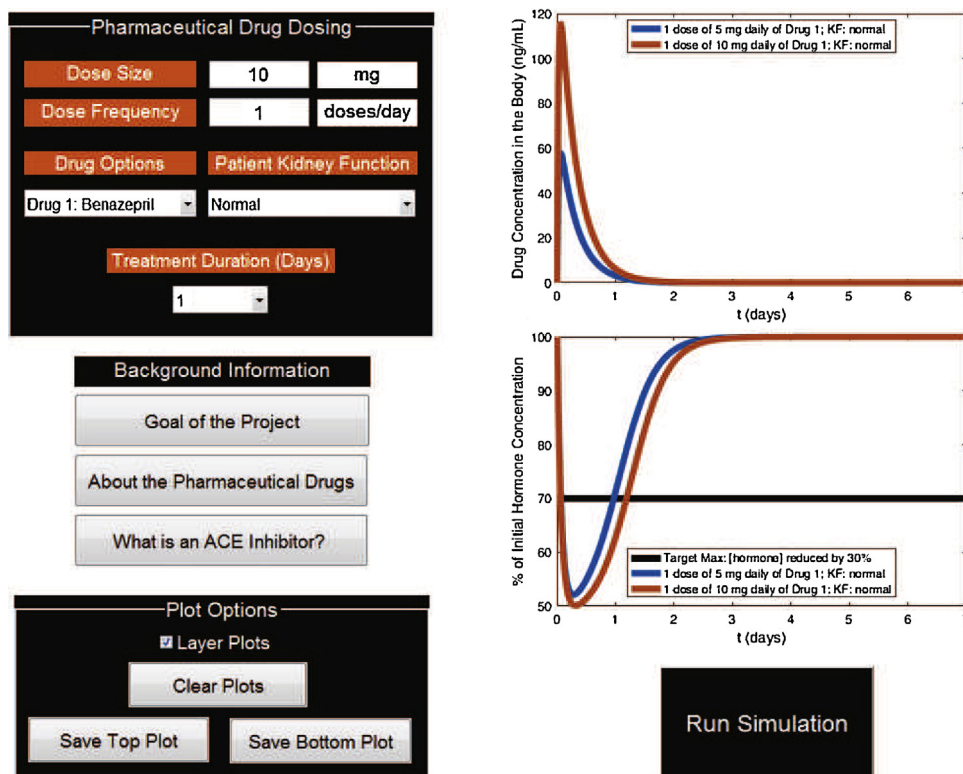 Pharmaceutical Drug Dosing
Dose Size 10 mg
Dose Frequency 1 doses/day
Drug Options Patient Kidney Function
Drug 1: Benazepril Normal
Treatment Duration (Days)
1
Background Information
Goal of the Project
About the Pharmaceutical Drugs
What is an ACE Inhibitor?
Plot Options
Layer Plots
Clear Plots
Save Top Plot Save Bottom Plot
Drug Concentration in the Body (ng/mL)
120
100
80
60
40
20
0
1 dose of 5 mg daily of Drug 1; KF: normal
1 dose of 10 mg daily of Drug 1; KF: normal
0 1 2 3 4 5 6
t (days)
% of Initial Hormone Concentration
100
90
80
70
60
50
Target Max: [hormone] reduced by 30%
1 dose of 5 mg daily of Drug 1; KF: normal
1 dose of 10 mg daily of Drug 1; KF: normal
0 1 2 3 4 5 6
t (days)
Run Simulation